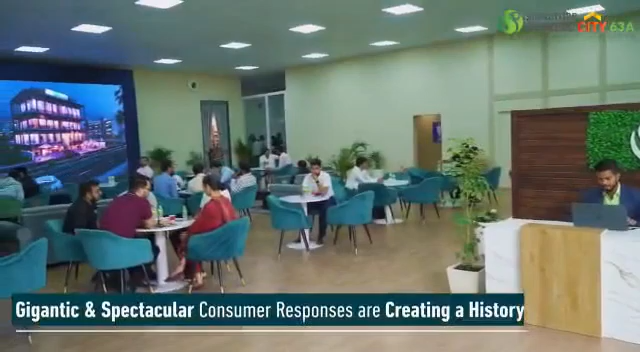 CITY 63A
Gigantic & Spectacular Consumer Responses are Creating a History